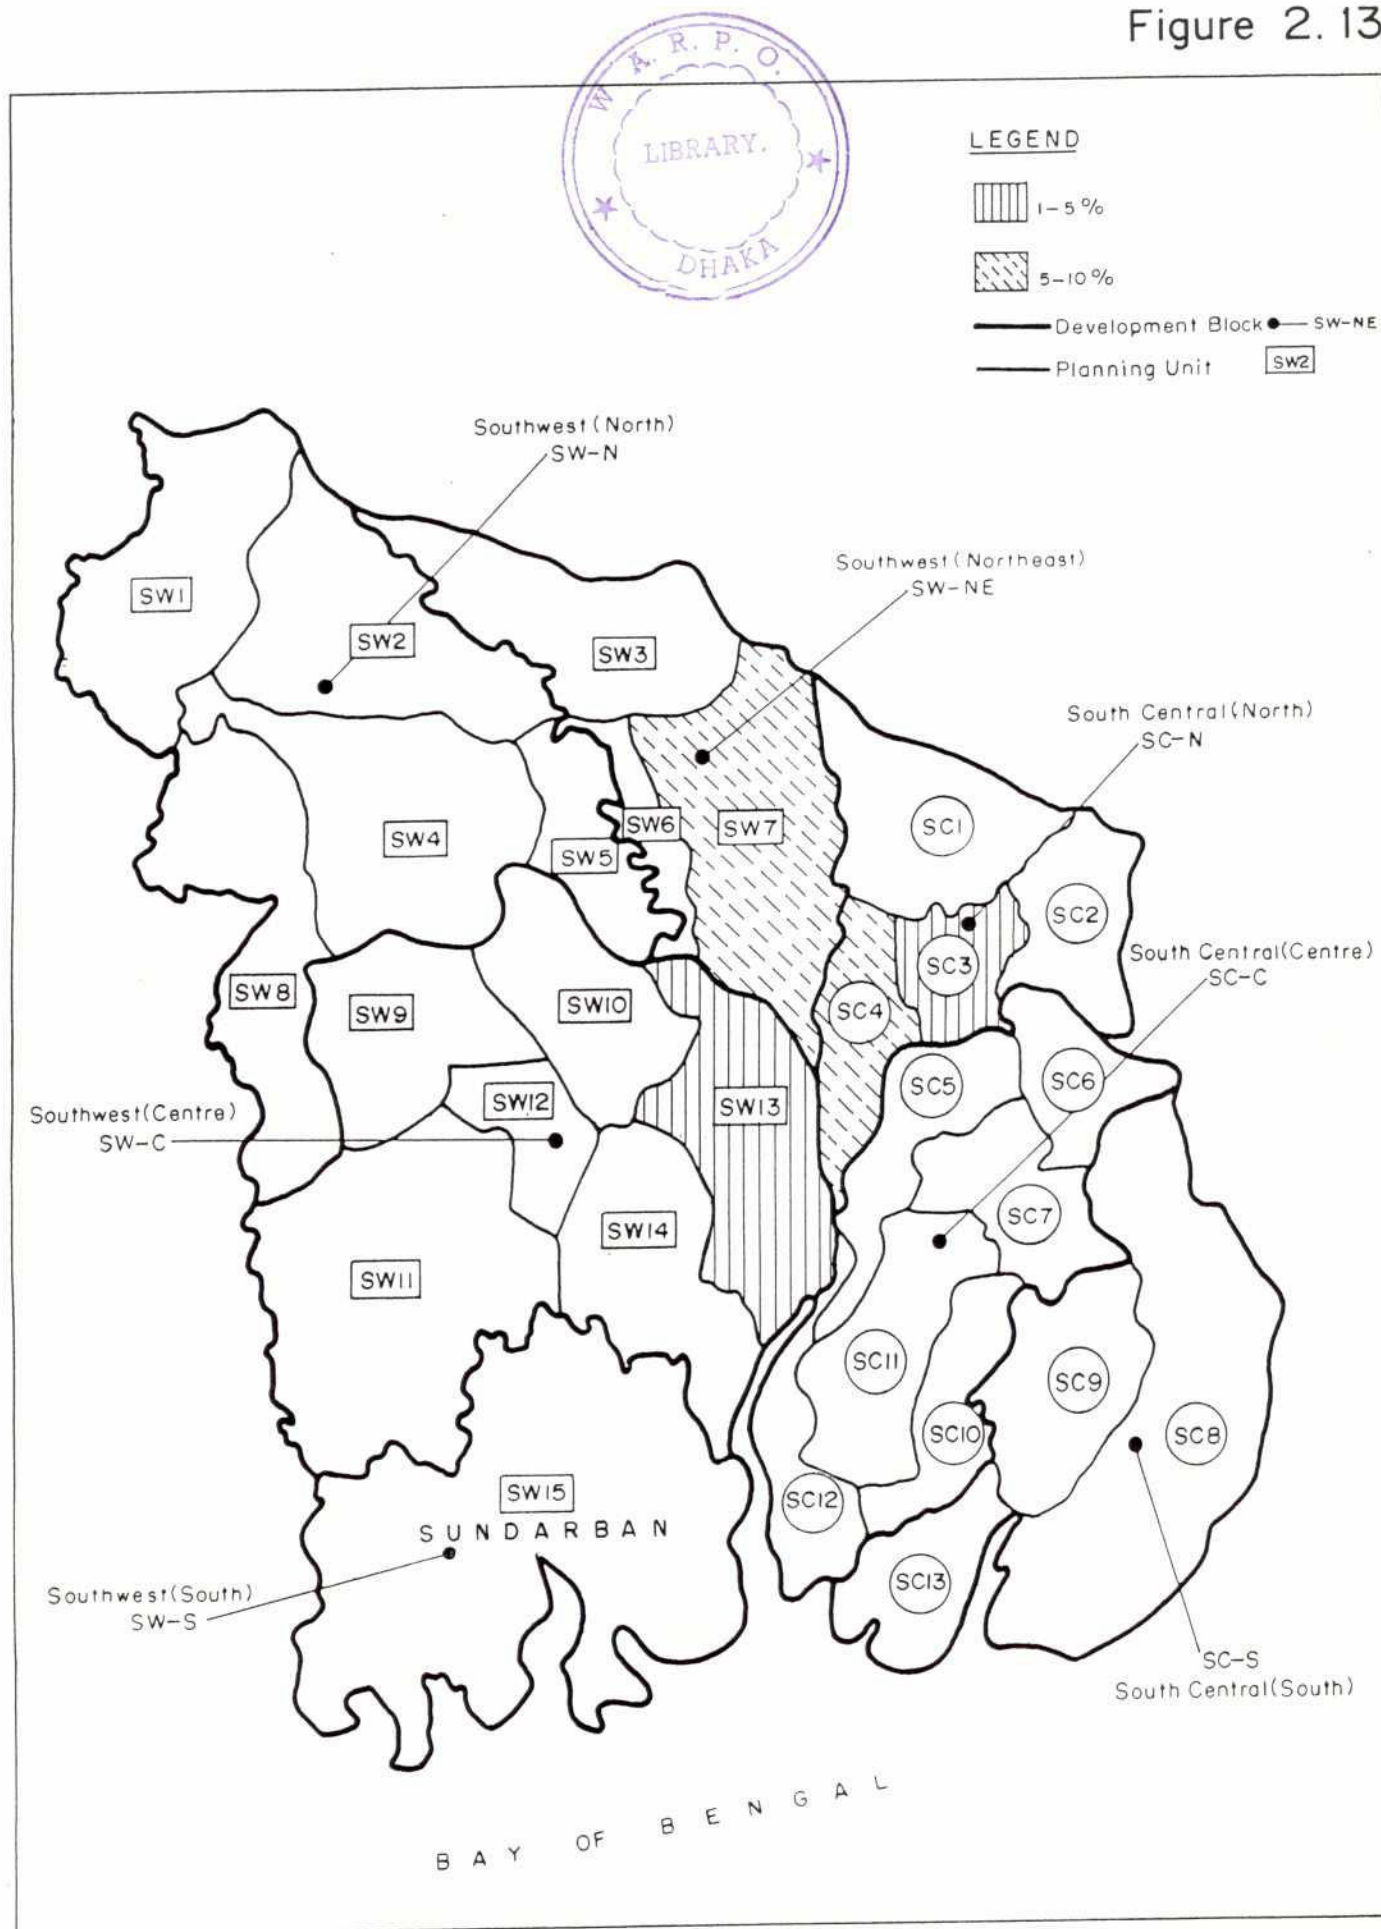 Figure 2.13
W. A. R. P. O.
LIBRARY.
DHAKA
LEGEND
1-5%
5-10%
Development Block SW-NE
Planning Unit SW2
Southwest (North)
SW-N
Southwest (Northeast)
SW-NE
SW1
SW2
SW3
South Central (North)
SC-N
SW4
SW5
SW6
SW7
SC1
SC2
SC3
South Central (Centre)
SC-C
SW8
SW9
SW10
SC4
SC5
SC6
SW12
SW13
Southwest (Centre)
SW-C
SW14
SC7
SW11
SC11
SC9
SC10
SC8
SW15
SC12
SUNDARBAN
SC13
Southwest (South)
SW-S
SC-S
South Central (South)
BAY OF BENGAL